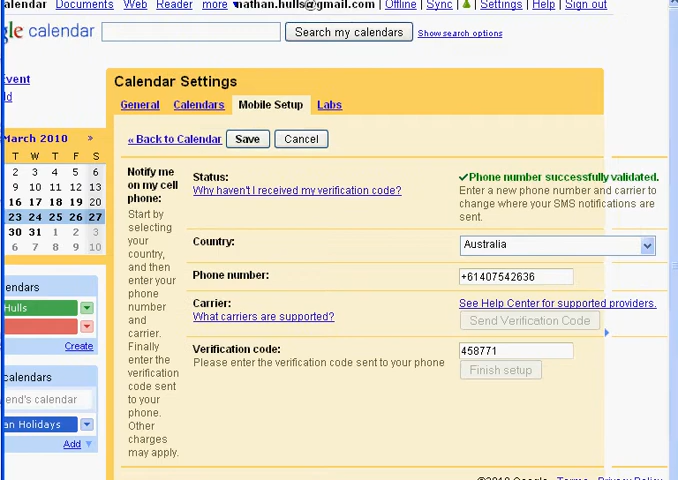 alendar Documents Web Reader more nathan.hulls@gmail.com | Offline | Sync | Settings | Help | Sign out
gle calendar Search my calendars Show search options
vent
ld
Calendar Settings
General Calendars Mobile Setup Labs
« Back to Calendar Save Cancel
March 2010 »
T W T F S
2 3 4 5 6
9 10 11 12 13
16 17 18 19 20
23 24 25 26 27
30 31 1 2 3
6 7 8 9 10
endars
Hulls
Create
calendars
end's calendar
an Holidays
Add
Notify me
on my cell
phone:
Start by
selecting
your
country,
and then
enter your
phone
number
and
carrier.
Finally
enter the
verification
code sent
to your
phone.
Other
charges
may apply.
Status:
Why haven't I received my verification code?
Phone number successfully validated.
Enter a new phone number and carrier to
change where your SMS notifications are
sent.
Country:
Australia
Phone number:
+61407542636
Carrier:
What carriers are supported?
See Help Center for supported providers.
Send Verification Code
Verification code:
Please enter the verification code sent to your phone
458771
Finish setup